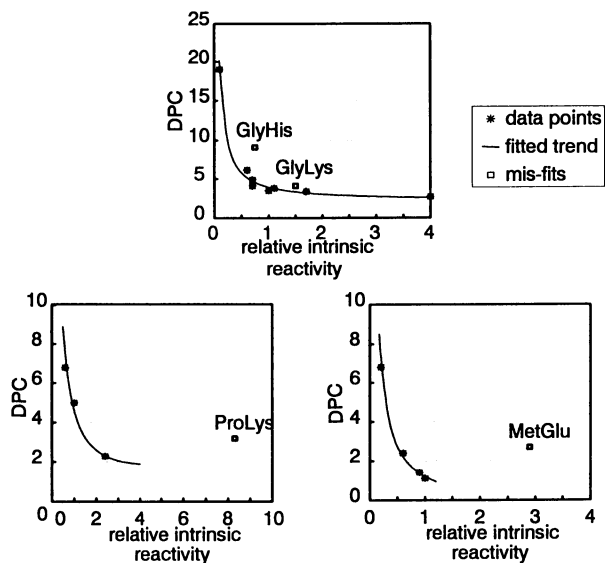 25
20
15
10
5
0
DPC
GlyHis
GlyLys
0 1 2 3 4
relative intrinsic
reactivity
data points
fitted trend
mis-fits
10
8
6
4
2
0
DPC
ProLys
0 2 4 6 8 10
relative intrinsic
reactivity
10
8
6
4
2
0
DPC
MetGlu
0 1 2 3 4
relative intrinsic
reactivity